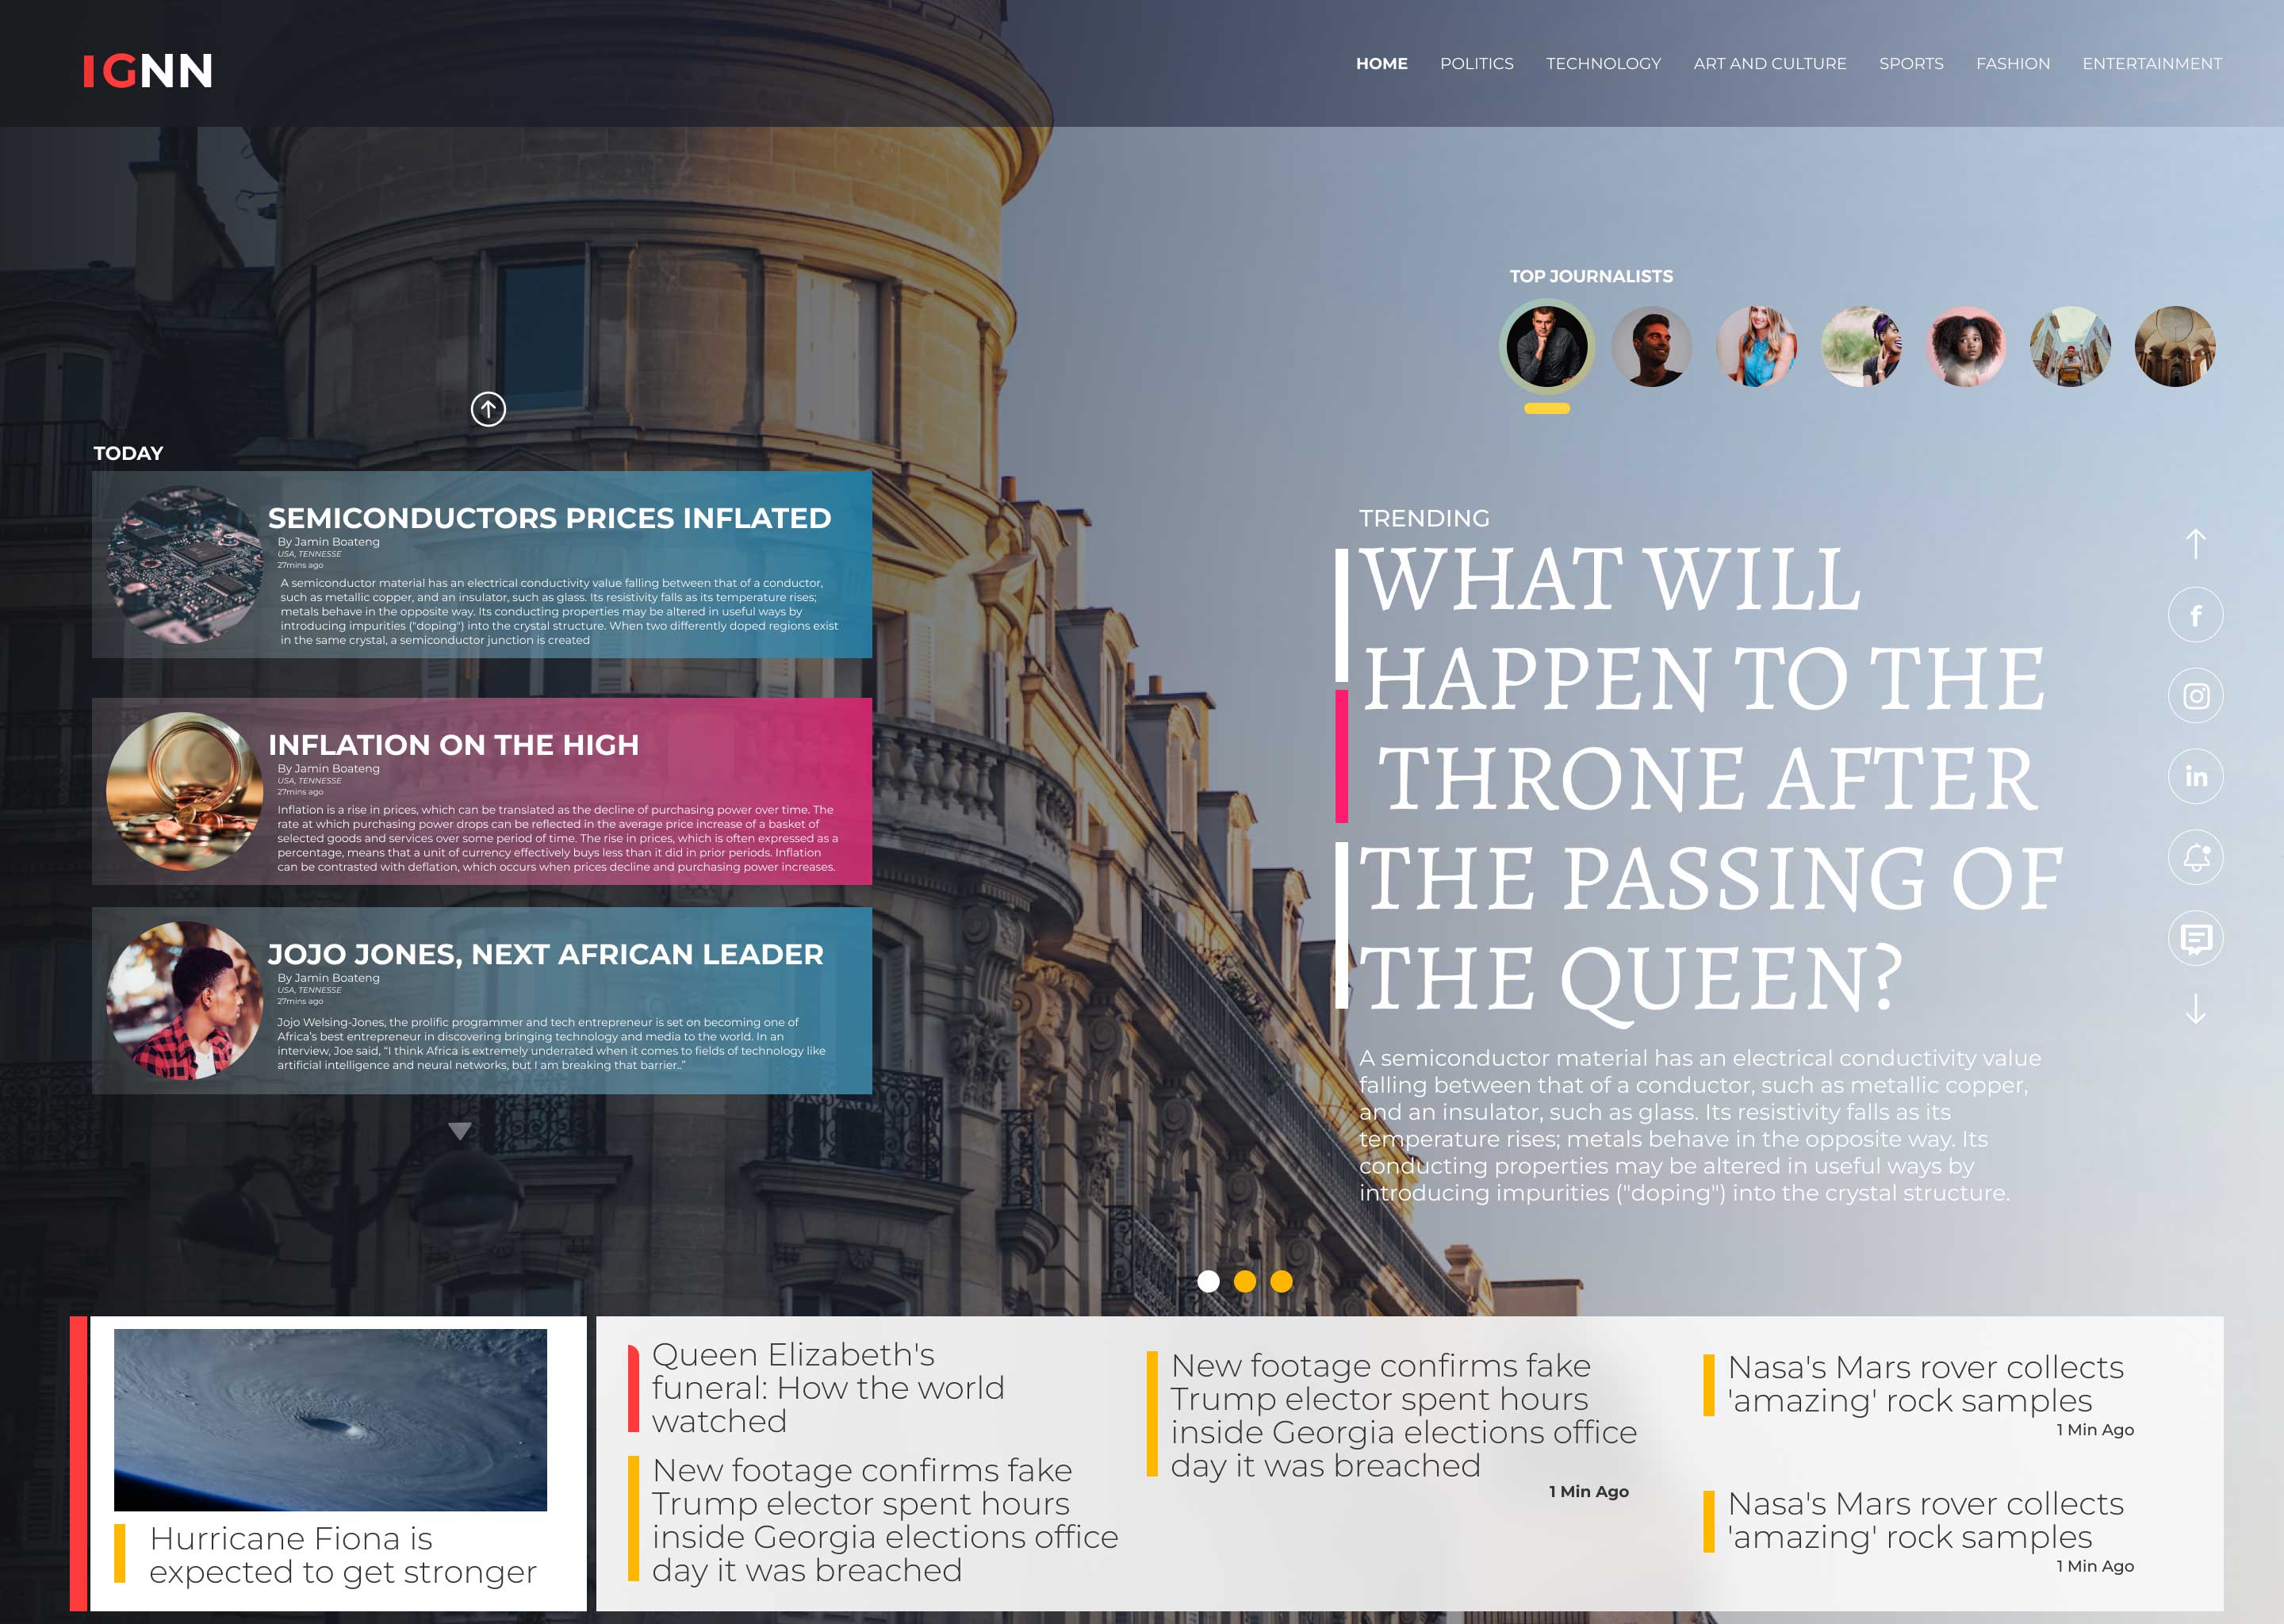 IGNN
HOME POLITICS TECHNOLOGY ART AND CULTURE SPORTS FASHION ENTERTAINMENT
TOP JOURNALISTS
TODAY
SEMICONDUCTORS PRICES INFLATED
By Jamin Boateng
USA, TENNESSE
27mins ago
A semiconductor material has an electrical conductivity value falling between that of a conductor,
such as metallic copper, and an insulator, such as glass. Its resistivity falls as its temperature rises;
metals behave in the opposite way. Its conducting properties may be altered in useful ways by
introducing impurities ("doping") into the crystal structure. When two differently doped regions exist
in the same crystal, a semiconductor junction is created
INFLATION ON THE HIGH
By Jamin Boateng
USA, TENNESSE
27mins ago
Inflation is a rise in prices, which can be translated as the decline of purchasing power over time. The
rate at which purchasing power drops can be reflected in the average price increase of a basket of
selected goods and services over some period of time. The rise in prices, which is often expressed as a
percentage, means that a unit of currency effectively buys less than it did in prior periods. Inflation
can be contrasted with deflation, which occurs when prices decline and purchasing power increases.
JOJO JONES, NEXT AFRICAN LEADER
By Jamin Boateng
USA, TENNESSE
27mins ago
Jojo Welsing-Jones, the prolific programmer and tech entrepreneur is set on becoming one of
Africa's best entrepreneur in discovering bringing technology and media to the world. In an
interview, Joe said, “I think Africa is extremely underrated when it comes to fields of technology like
artificial intelligence and neural networks, but I am breaking that barrier..”
TRENDING
WHAT WILL
HAPPEN TO THE
THRONE AFTER
THE PASSING OF
THE QUEEN?
A semiconductor material has an electrical conductivity value
falling between that of a conductor, such as metallic copper,
and an insulator, such as glass. Its resistivity falls as its
temperature rises; metals behave in the opposite way. Its
conducting properties may be altered in useful ways by
introducing impurities ("doping") into the crystal structure.
f
in
Hurricane Fiona is
expected to get stronger
Queen Elizabeth's
funeral: How the world
watched
New footage confirms fake
Trump elector spent hours
inside Georgia elections office
day it was breached
New footage confirms fake
Trump elector spent hours
inside Georgia elections office
day it was breached
1 Min Ago
Nasa's Mars rover collects
'amazing' rock samples
1 Min Ago
Nasa's Mars rover collects
'amazing' rock samples
1 Min Ago